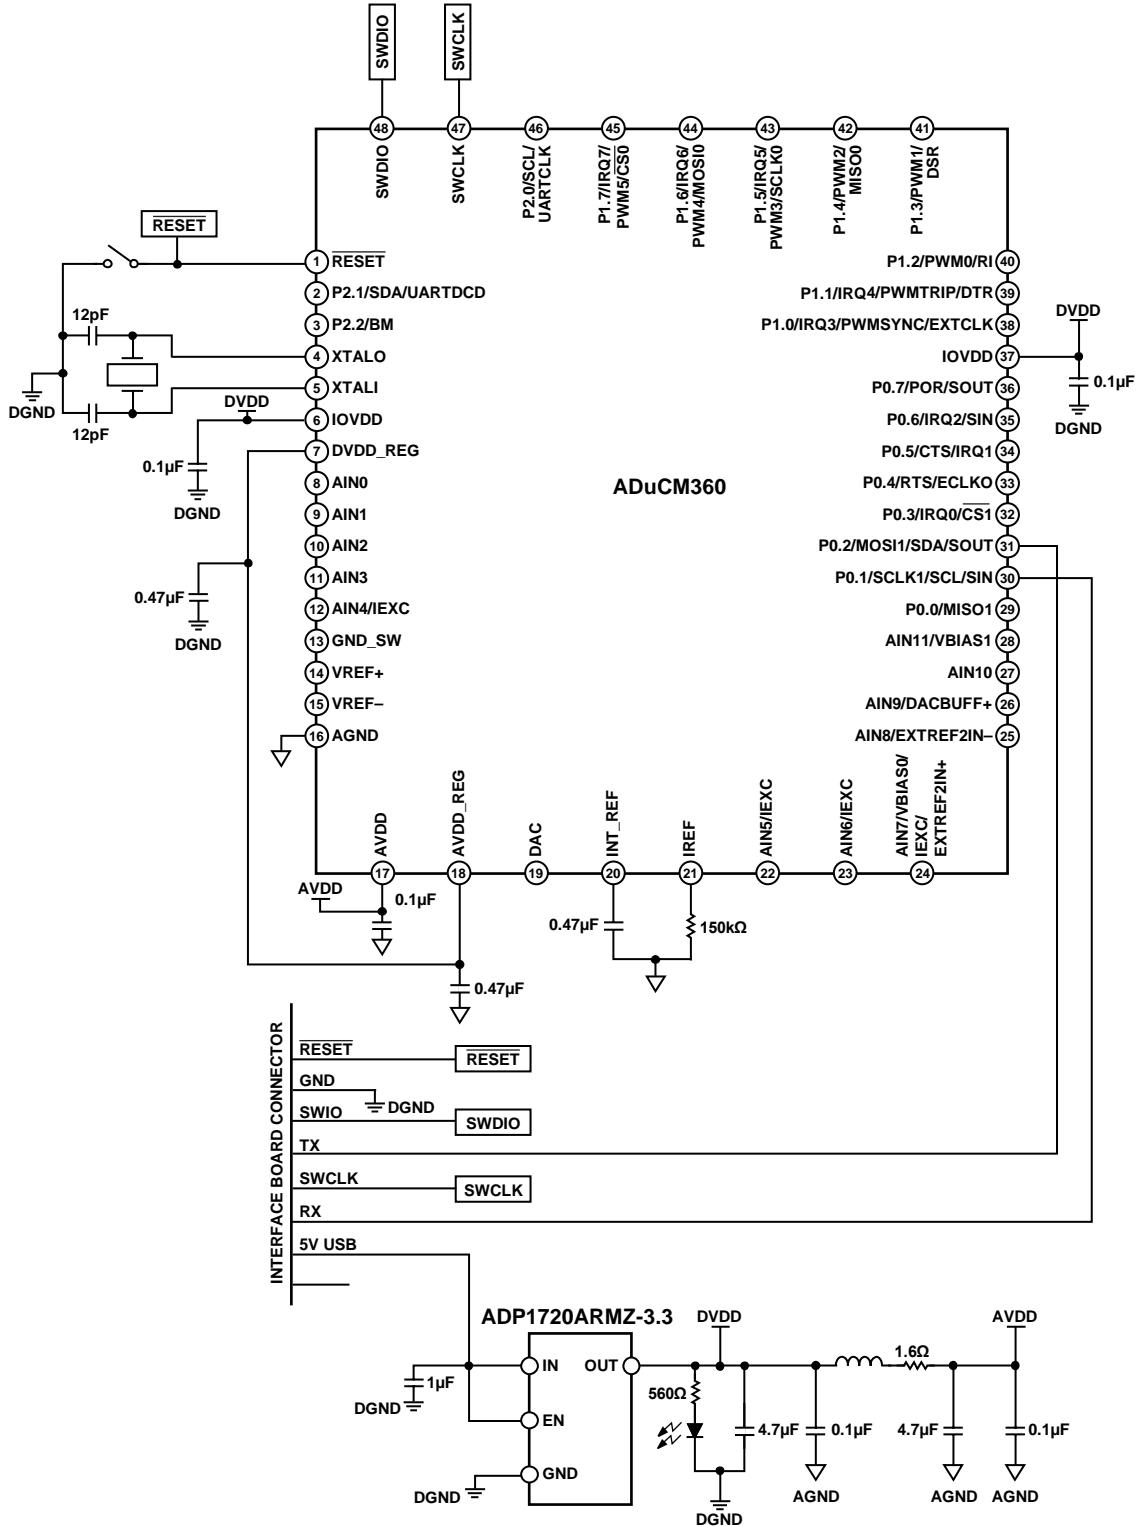 SWDIO
SWCLK
48
47
46
45
44
43
42
41
SWDIO
SWCLK
P2.0/SCL/
UARTCLK
P1.7/IRQ7/
PWM5/CS0
P1.6/IRQ6/
PWM4/MOSI0
P1.5/IRQ5/
PWM3/SCLK0
P1.4/PWM2/
MISO0
P1.3/PWM1/
DSR
RESET
1 RESET
2 P2.1/SDA/UARTDCD
3 P2.2/BM
4 XTALO
5 XTALI
6 IOVDD
7 DVDD_REG
8 AIN0
9 AIN1
10 AIN2
11 AIN3
12 AIN4/IEXC
13 GND_SW
14 VREF+
15 VREF–
16 AGND
12pF
DGND
12pF
DVDD
0.1µF
DGND
0.47µF
DGND
ADuCM360
P1.2/PWM0/RI 40
P1.1/IRQ4/PWMTRIP/DTR 39
P1.0/IRQ3/PWMSYNC/EXTCLK 38
IOVDD 37
P0.7/POR/SOUT 36
P0.6/IRQ2/SIN 35
P0.5/CTS/IRQ1 34
P0.4/RTS/ECLKO 33
P0.3/IRQ0/CS1 32
P0.2/MOSI1/SDA/SOUT 31
P0.1/SCLK1/SCL/SIN 30
P0.0/MISO1 29
AIN11/VBIAS1 28
AIN10 27
AIN9/DACBUFF+ 26
AIN8/EXTREF2IN– 25
DVDD
0.1µF
DGND
AVDD
AVDD_REG
DAC
INT_REF
IREF
AIN5/IEXC
AIN6/IEXC
AIN7/VBIAS0/
IEXC/
EXTREF2IN+
17
18
19
20
21
22
23
24
AVDD
0.1µF
0.47µF
150kΩ
0.47µF
INTERFACE BOARD CONNECTOR
RESET
RESET
GND
DGND
SWIO
SWDIO
TX
SWCLK
SWCLK
RX
5V USB
ADP1720ARMZ-3.3
IN
OUT
EN
GND
1µF
DGND
DGND
DVDD
560Ω
4.7µF
DGND
0.1µF
AGND
1.6Ω
4.7µF
AGND
AVDD
0.1µF
AGND